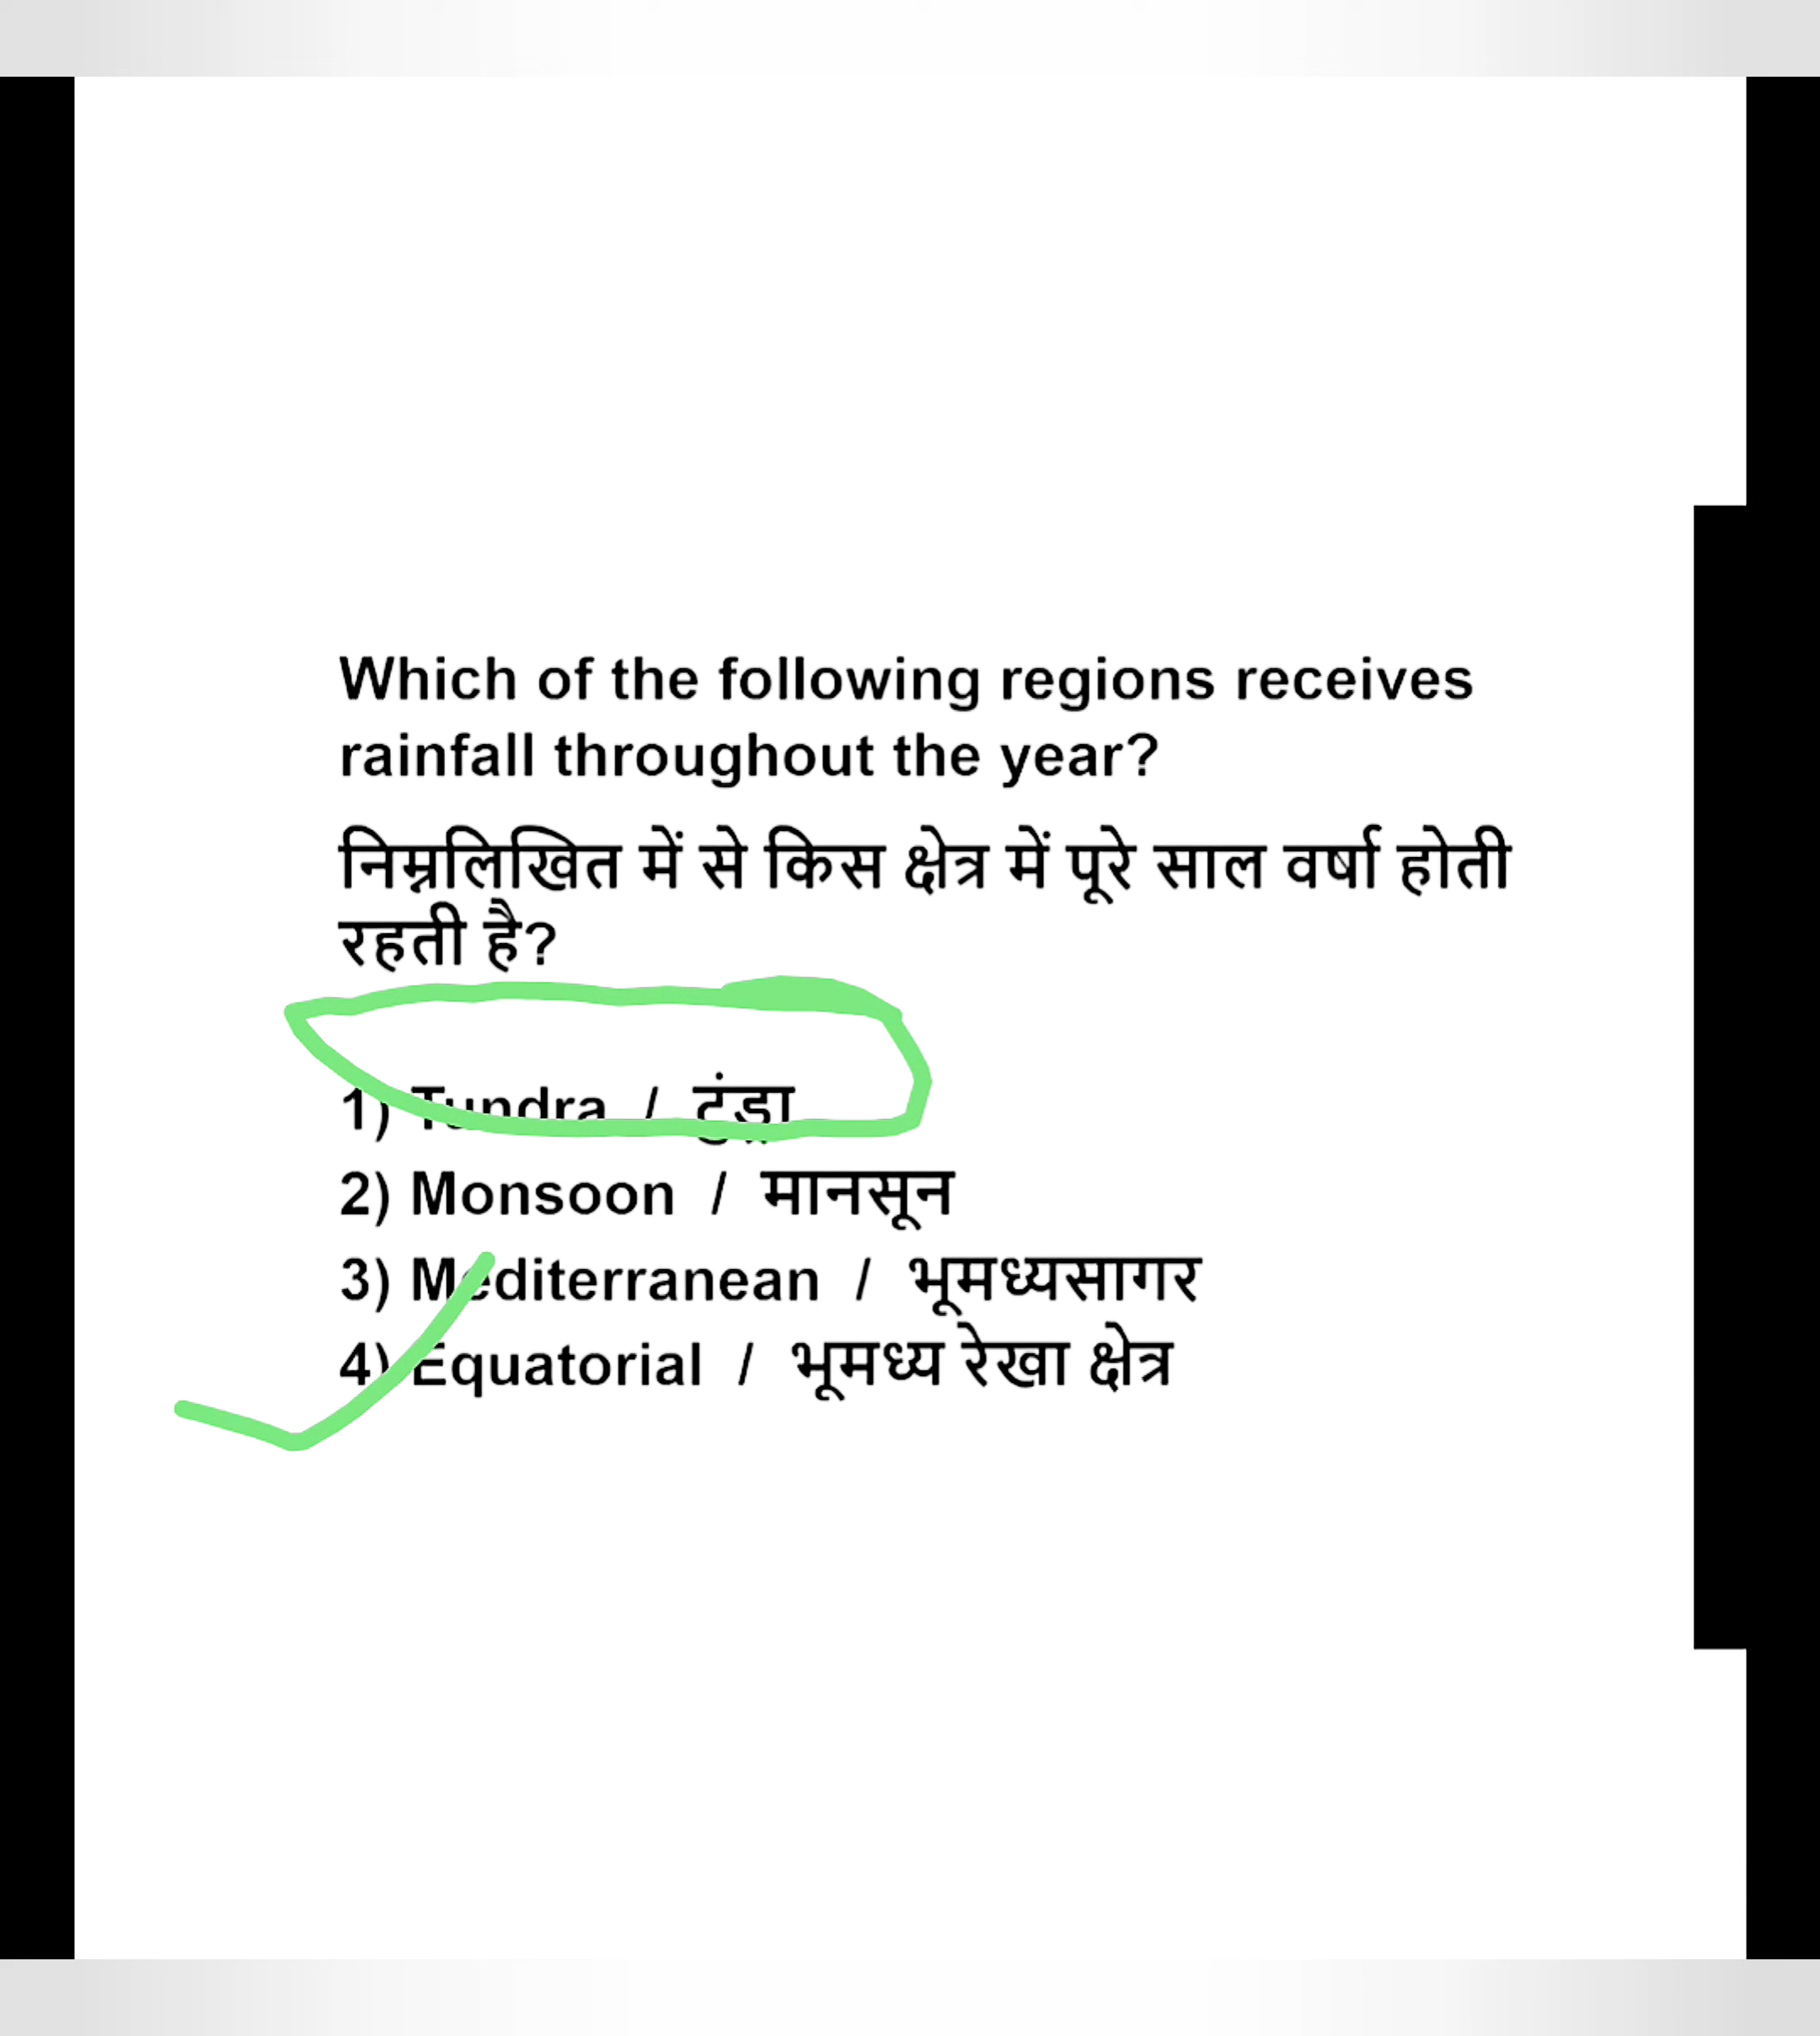 Which of the following regions receives
rainfall throughout the year?
निम्नलिखित में से किस क्षेत्र में पूरे साल वर्षा होती
रहती है?
1) Tundra / टुंड्रा
2) Monsoon / मानसून
3) Mediterranean / भूमध्यसागर
4) Equatorial / भूमध्य रेखा क्षेत्र